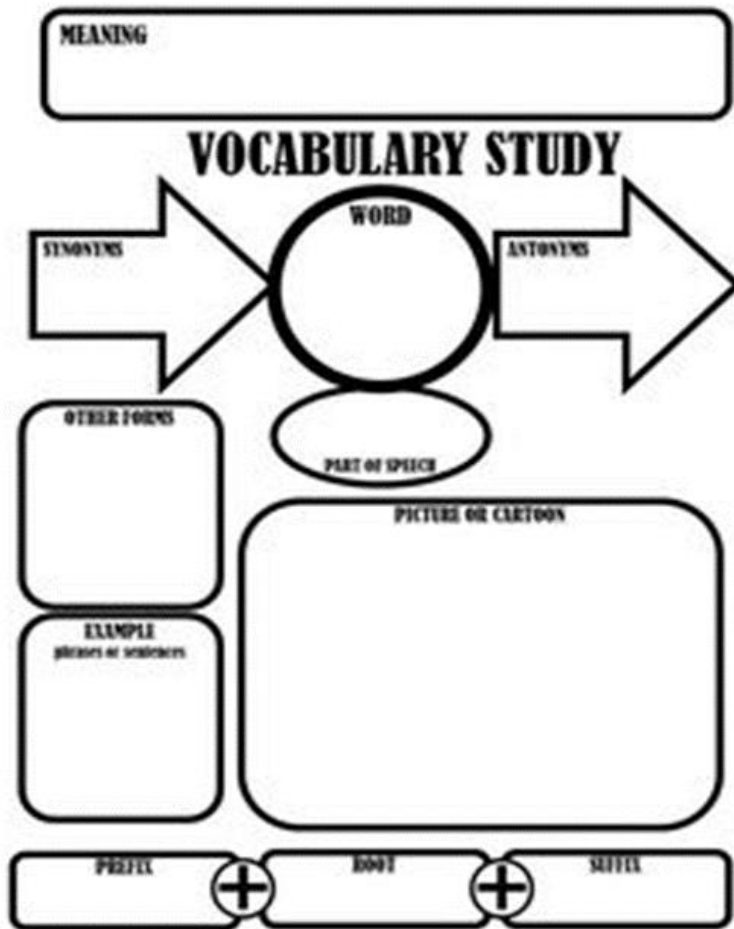 MEANING
VOCABULARY STUDY
WORD
SYNONYMS
ANTONYMS
OTHER FORMS
PART OF SPEECH
PICTURE OR CARTOON
EXAMPLE
phrases or sentences
PREFIX
ROOT
SUFFIX